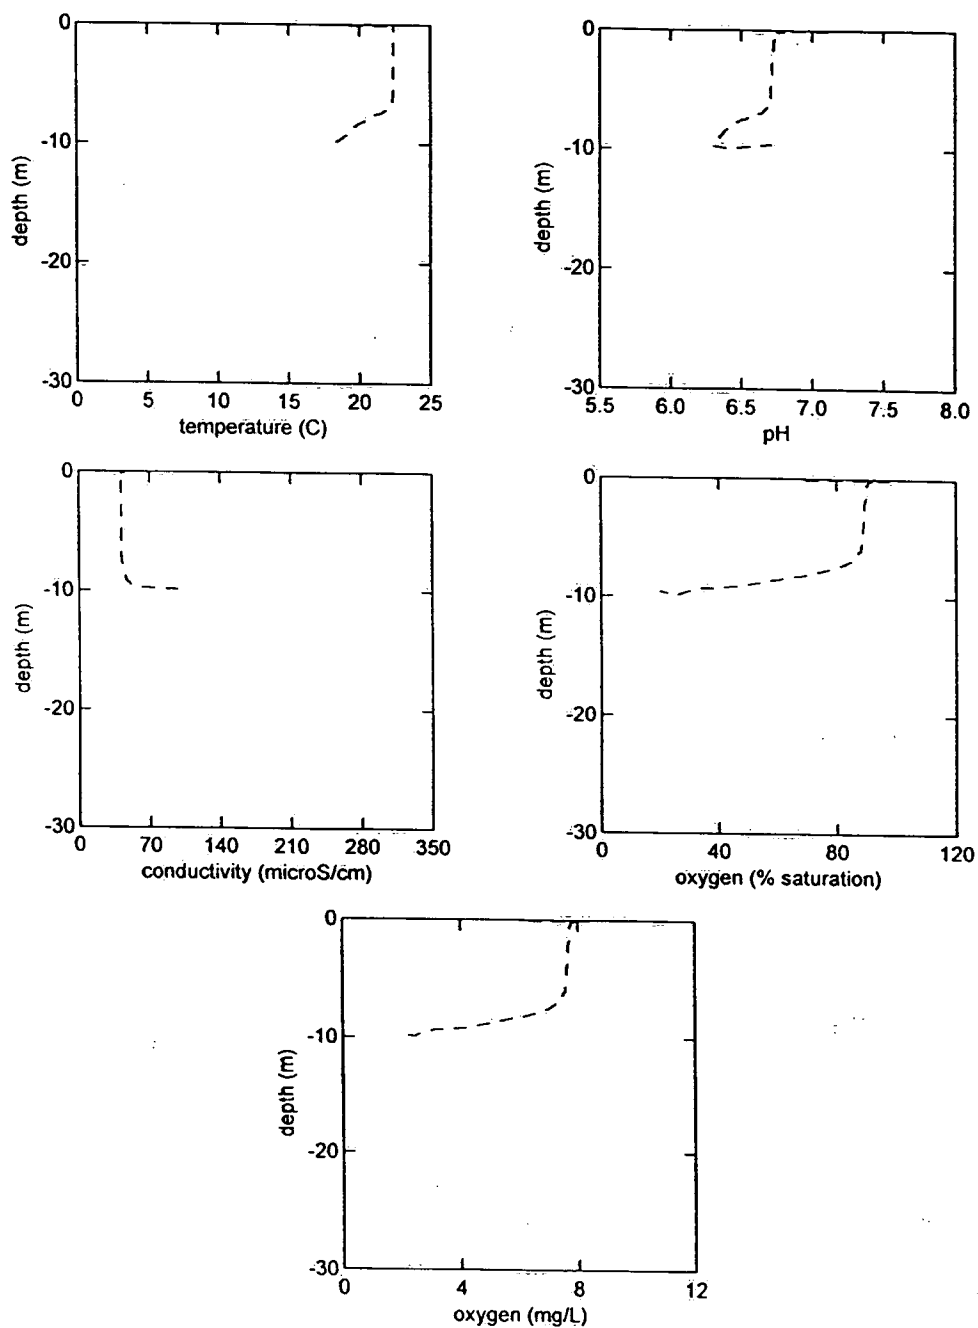 0
-10
-20
-30
depth (m)
0 5 10 15 20 25
temperature (C)
0
-10
-20
-30
depth (m)
5.5 6.0 6.5 7.0 7.5 8.0
pH
0
-10
-20
-30
depth (m)
0 70 140 210 280 350
conductivity (microS/cm)
0
-10
-20
-30
depth (m)
0 40 80 120
oxygen (% saturation)
0
-10
-20
-30
depth (m)
0 4 8 12
oxygen (mg/L)